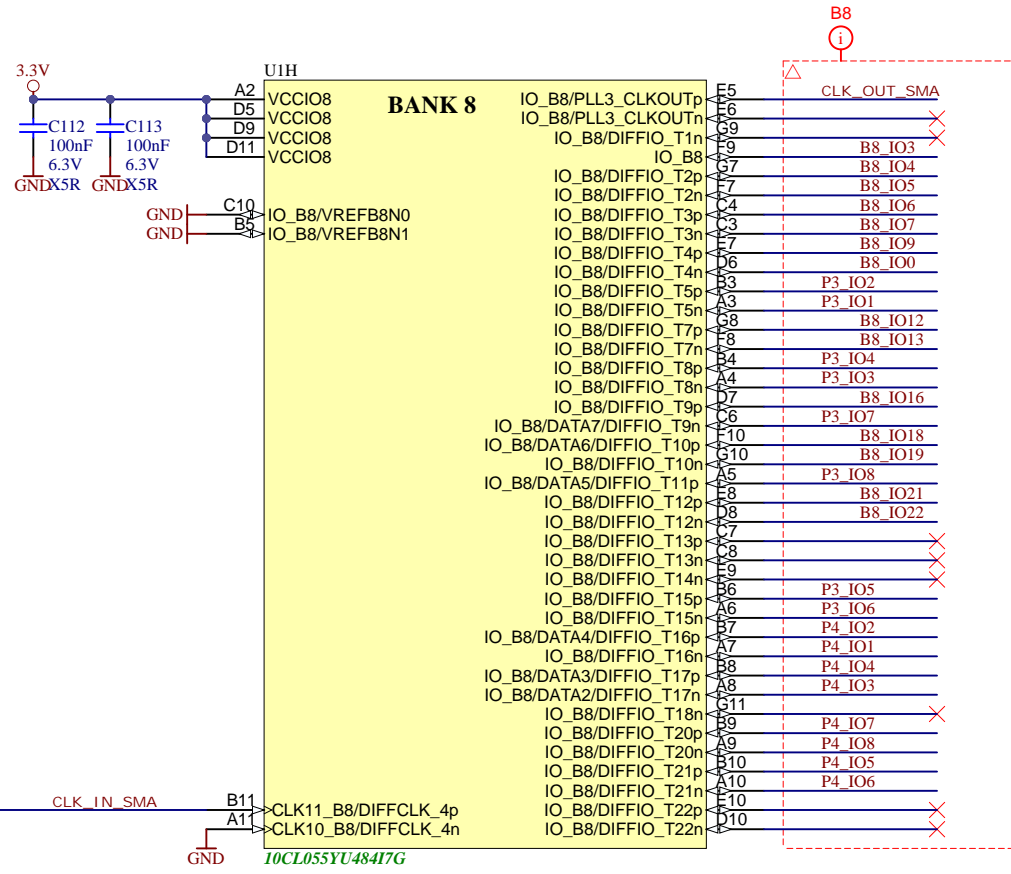 B8
i
3.3V
U1H
C112
100nF
6.3V
X5R
GND
C113
100nF
6.3V
X5R
GND
BANK 8
A2 VCCIO8
D5 VCCIO8
D9 VCCIO8
D11 VCCIO8
GND C10 IO_B8/VREFB8N0
GND B5 IO_B8/VREFB8N1
IO_B8/PLL3_CLKOUTp E5 CLK_OUT_SMA
IO_B8/PLL3_CLKOUTn E6
IO_B8/DIFFIO_T1n G9
IO_B8 F9 B8_IO3
IO_B8/DIFFIO_T2p G7 B8_IO4
IO_B8/DIFFIO_T2n F7 B8_IO5
IO_B8/DIFFIO_T3p C4 B8_IO6
IO_B8/DIFFIO_T3n C3 B8_IO7
IO_B8/DIFFIO_T4p E7 B8_IO9
IO_B8/DIFFIO_T4n D6 B8_IO0
IO_B8/DIFFIO_T5p B3 P3_IO2
IO_B8/DIFFIO_T5n A3 P3_IO1
IO_B8/DIFFIO_T7p G8 B8_IO12
IO_B8/DIFFIO_T7n F8 B8_IO13
IO_B8/DIFFIO_T8p B4 P3_IO4
IO_B8/DIFFIO_T8n A4 P3_IO3
IO_B8/DIFFIO_T9p D7 B8_IO16
IO_B8/DATA7/DIFFIO_T9n C6 P3_IO7
IO_B8/DATA6/DIFFIO_T10p F10 B8_IO18
IO_B8/DIFFIO_T10n G10 B8_IO19
IO_B8/DATA5/DIFFIO_T11p A5 P3_IO8
IO_B8/DIFFIO_T12p E8 B8_IO21
IO_B8/DIFFIO_T12n D8 B8_IO22
IO_B8/DIFFIO_T13p C7
IO_B8/DIFFIO_T13n C8
IO_B8/DIFFIO_T14n E9
IO_B8/DIFFIO_T15p B6 P3_IO5
IO_B8/DIFFIO_T15n A6 P3_IO6
IO_B8/DATA4/DIFFIO_T16p B7 P4_IO2
IO_B8/DIFFIO_T16n A7 P4_IO1
IO_B8/DATA3/DIFFIO_T17p B8 P4_IO4
IO_B8/DATA2/DIFFIO_T17n A8 P4_IO3
IO_B8/DIFFIO_T18n G11
IO_B8/DIFFIO_T20p B9 P4_IO7
IO_B8/DIFFIO_T20n A9 P4_IO8
IO_B8/DIFFIO_T21p B10 P4_IO5
IO_B8/DIFFIO_T21n A10 P4_IO6
IO_B8/DIFFIO_T22p E10
IO_B8/DIFFIO_T22n D10
CLK_IN_SMA B11 CLK11_B8/DIFFCLK_4p
A11 CLK10_B8/DIFFCLK_4n
GND
10CL055YU484I7G